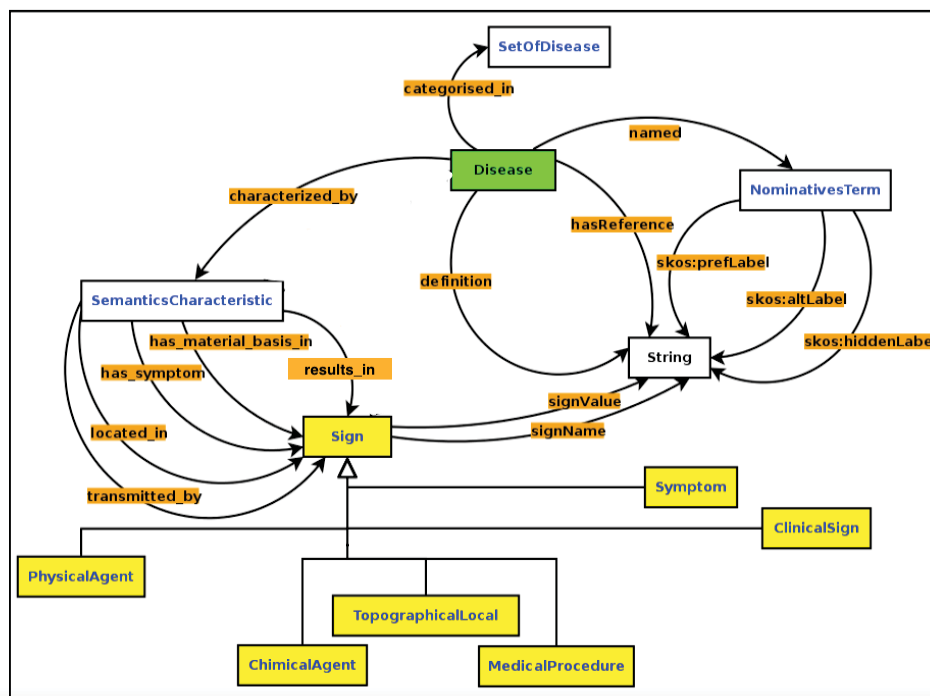 SetOfDisease
categorised_in
named
Disease
NominativesTerm
characterized_by
hasReference
skos:prefLabel
definition
SemanticsCharacteristic
skos:altLabel
has_material_basis_in
skos:hiddenLabel
String
results_in
has_symptom
signValue
located_in
Sign
signName
transmitted_by
Symptom
ClinicalSign
PhysicalAgent
TopographicalLocal
ChimicalAgent
MedicalProcedure